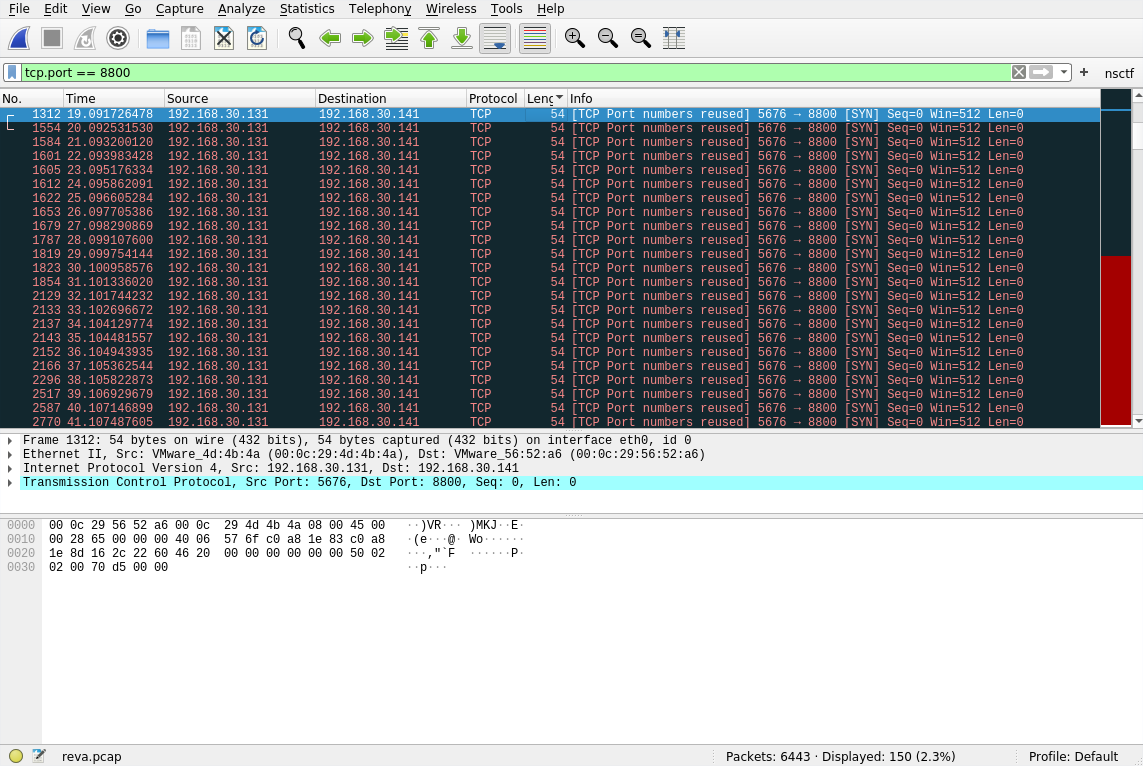 File Edit View Go Capture Analyze Statistics Telephony Wireless Tools Help
tcp.port == 8800
+ nsctf
No. Time Source Destination Protocol Leng Info
1312 19.091726478 192.168.30.131 192.168.30.141 TCP 54 [TCP Port numbers reused] 5676 → 8800 [SYN] Seq=0 Win=512 Len=0
1554 20.092531530 192.168.30.131 192.168.30.141 TCP 54 [TCP Port numbers reused] 5676 → 8800 [SYN] Seq=0 Win=512 Len=0
1584 21.093200120 192.168.30.131 192.168.30.141 TCP 54 [TCP Port numbers reused] 5676 → 8800 [SYN] Seq=0 Win=512 Len=0
1601 22.093983428 192.168.30.131 192.168.30.141 TCP 54 [TCP Port numbers reused] 5676 → 8800 [SYN] Seq=0 Win=512 Len=0
1605 23.095176334 192.168.30.131 192.168.30.141 TCP 54 [TCP Port numbers reused] 5676 → 8800 [SYN] Seq=0 Win=512 Len=0
1612 24.095862091 192.168.30.131 192.168.30.141 TCP 54 [TCP Port numbers reused] 5676 → 8800 [SYN] Seq=0 Win=512 Len=0
1622 25.096605284 192.168.30.131 192.168.30.141 TCP 54 [TCP Port numbers reused] 5676 → 8800 [SYN] Seq=0 Win=512 Len=0
1653 26.097705386 192.168.30.131 192.168.30.141 TCP 54 [TCP Port numbers reused] 5676 → 8800 [SYN] Seq=0 Win=512 Len=0
1679 27.098290869 192.168.30.131 192.168.30.141 TCP 54 [TCP Port numbers reused] 5676 → 8800 [SYN] Seq=0 Win=512 Len=0
1787 28.099107600 192.168.30.131 192.168.30.141 TCP 54 [TCP Port numbers reused] 5676 → 8800 [SYN] Seq=0 Win=512 Len=0
1819 29.099754144 192.168.30.131 192.168.30.141 TCP 54 [TCP Port numbers reused] 5676 → 8800 [SYN] Seq=0 Win=512 Len=0
1823 30.100958576 192.168.30.131 192.168.30.141 TCP 54 [TCP Port numbers reused] 5676 → 8800 [SYN] Seq=0 Win=512 Len=0
1854 31.101336020 192.168.30.131 192.168.30.141 TCP 54 [TCP Port numbers reused] 5676 → 8800 [SYN] Seq=0 Win=512 Len=0
2129 32.101744232 192.168.30.131 192.168.30.141 TCP 54 [TCP Port numbers reused] 5676 → 8800 [SYN] Seq=0 Win=512 Len=0
2133 33.102696672 192.168.30.131 192.168.30.141 TCP 54 [TCP Port numbers reused] 5676 → 8800 [SYN] Seq=0 Win=512 Len=0
2137 34.104129774 192.168.30.131 192.168.30.141 TCP 54 [TCP Port numbers reused] 5676 → 8800 [SYN] Seq=0 Win=512 Len=0
2143 35.104481557 192.168.30.131 192.168.30.141 TCP 54 [TCP Port numbers reused] 5676 → 8800 [SYN] Seq=0 Win=512 Len=0
2152 36.104943935 192.168.30.131 192.168.30.141 TCP 54 [TCP Port numbers reused] 5676 → 8800 [SYN] Seq=0 Win=512 Len=0
2166 37.105362544 192.168.30.131 192.168.30.141 TCP 54 [TCP Port numbers reused] 5676 → 8800 [SYN] Seq=0 Win=512 Len=0
2296 38.105822873 192.168.30.131 192.168.30.141 TCP 54 [TCP Port numbers reused] 5676 → 8800 [SYN] Seq=0 Win=512 Len=0
2517 39.106929679 192.168.30.131 192.168.30.141 TCP 54 [TCP Port numbers reused] 5676 → 8800 [SYN] Seq=0 Win=512 Len=0
2587 40.107146899 192.168.30.131 192.168.30.141 TCP 54 [TCP Port numbers reused] 5676 → 8800 [SYN] Seq=0 Win=512 Len=0
2770 41.107487605 192.168.30.131 192.168.30.141 TCP 54 [TCP Port numbers reused] 5676 → 8800 [SYN] Seq=0 Win=512 Len=0
Frame 1312: 54 bytes on wire (432 bits), 54 bytes captured (432 bits) on interface eth0, id 0
Ethernet II, Src: VMware_4d:4b:4a (00:0c:29:4d:4b:4a), Dst: VMware_56:52:a6 (00:0c:29:56:52:a6)
Internet Protocol Version 4, Src: 192.168.30.131, Dst: 192.168.30.141
Transmission Control Protocol, Src Port: 5676, Dst Port: 8800, Seq: 0, Len: 0
0000 00 0c 29 56 52 a6 00 0c 29 4d 4b 4a 08 00 45 00 ··)VR··· )MKJ··E·
0010 00 28 65 00 00 00 40 06 57 6f c0 a8 1e 83 c0 a8 ·(e···@· Wo······
0020 1e 8d 16 2c 22 60 46 20 00 00 00 00 00 00 50 02 ···,"`F ······P·
0030 02 00 70 d5 00 00 ··p···
reva.pcap Packets: 6443 · Displayed: 150 (2.3%) Profile: Default